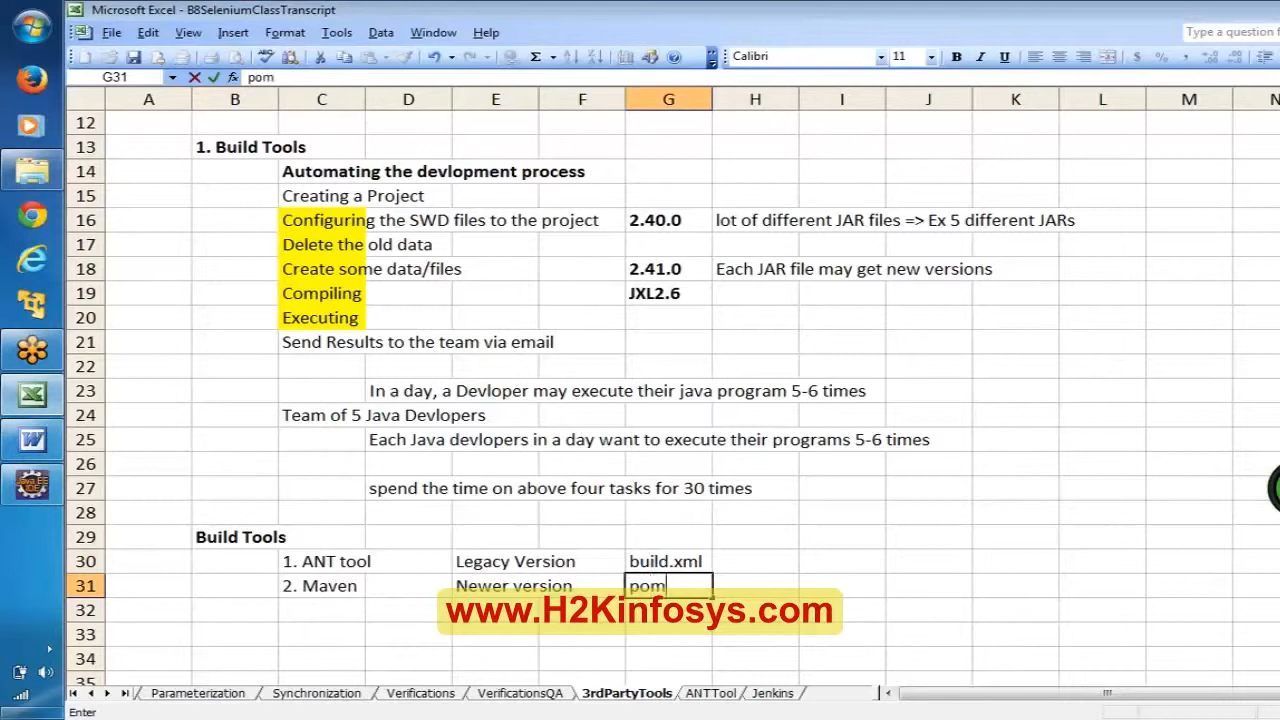 Microsoft Excel - B8SeleniumClassTranscript
File Edit View Insert Format Tools Data Window Help
Type a question f
Calibri 11 B I U
G31 fx pom
A B C D E F G H I J K L M N
12
13 1. Build Tools
14 Automating the devlopment process
15 Creating a Project
16 Configuring the SWD files to the project 2.40.0 lot of different JAR files => Ex 5 different JARs
17 Delete the old data
18 Create some data/files 2.41.0 Each JAR file may get new versions
19 Compiling JXL2.6
20 Executing
21 Send Results to the team via email
22
23 In a day, a Devloper may execute their java program 5-6 times
24 Team of 5 Java Devlopers
25 Each Java devlopers in a day want to execute their programs 5-6 times
26
27 spend the time on above four tasks for 30 times
28
29 Build Tools
30 1. ANT tool Legacy Version build.xml
31 2. Maven Newer version pom
32 www.H2Kinfosys.com
33
34
35
Parameterization Synchronization Verifications VerificationsQA 3rdPartyTools ANTTool Jenkins
Enter